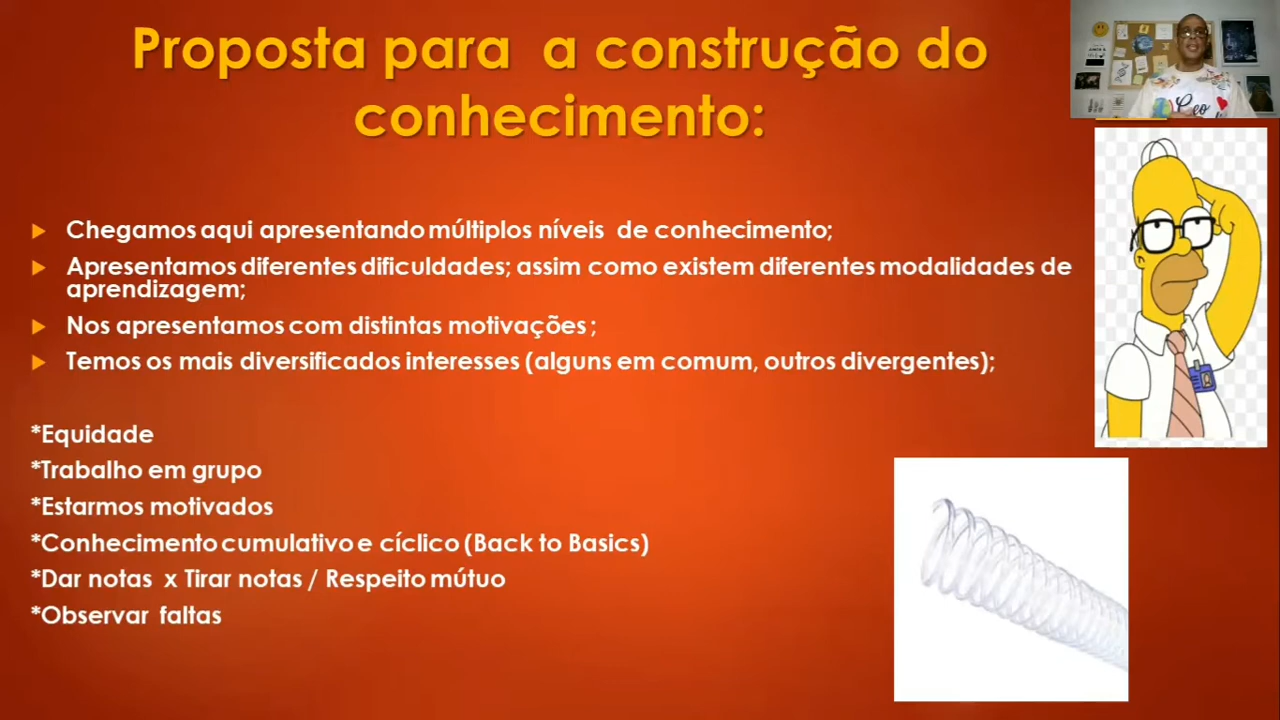 Proposta para a construção do
conhecimento:
Chegamos aqui apresentando múltiplos níveis de conhecimento;
Apresentamos diferentes dificuldades; assim como existem diferentes modalidades de
aprendizagem;
Nos apresentamos com distintas motivações ;
Temos os mais diversificados interesses (alguns em comum, outros divergentes);
*Equidade
*Trabalho em grupo
*Estarmos motivados
*Conhecimento cumulativo e cíclico (Back to Basics)
*Dar notas x Tirar notas / Respeito mútuo
*Observar faltas
Geo